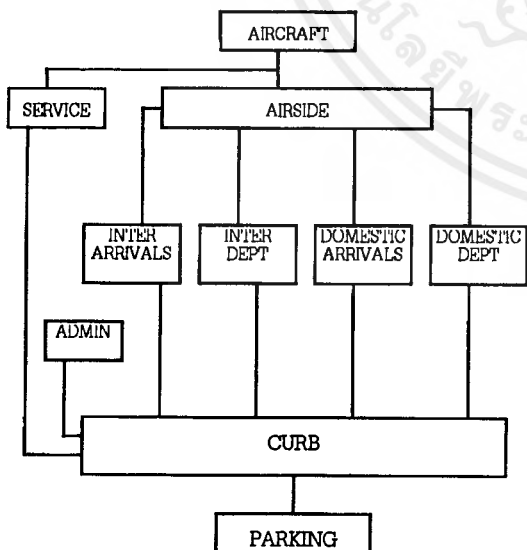 AIRCRAFT
SERVICE
AIRSIDE
INTER
ARRIVALS
INTER
DEPT
DOMESTIC
ARRIVALS
DOMESTIC
DEPT
ADMIN
CURB
PARKING